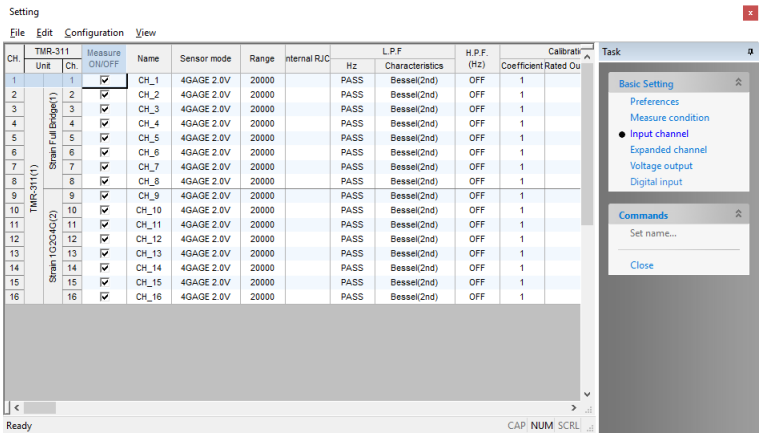 Setting
x
File Edit Configuration View
CH. TMR-311 Measure ON/OFF Name Sensor mode Range nternal RJC L.P.F H.P.F. (Hz) Calibratic
Unit Ch. Hz Characteristics Coefficient Rated Ou
TMR-311(1)
Strain Full Bridge(1)
Strain 1G2G4G(2)
1 1 CH_1 4GAGE 2.0V 20000 PASS Bessel(2nd) OFF 1
2 2 CH_2 4GAGE 2.0V 20000 PASS Bessel(2nd) OFF 1
3 3 CH_3 4GAGE 2.0V 20000 PASS Bessel(2nd) OFF 1
4 4 CH_4 4GAGE 2.0V 20000 PASS Bessel(2nd) OFF 1
5 5 CH_5 4GAGE 2.0V 20000 PASS Bessel(2nd) OFF 1
6 6 CH_6 4GAGE 2.0V 20000 PASS Bessel(2nd) OFF 1
7 7 CH_7 4GAGE 2.0V 20000 PASS Bessel(2nd) OFF 1
8 8 CH_8 4GAGE 2.0V 20000 PASS Bessel(2nd) OFF 1
9 9 CH_9 4GAGE 2.0V 20000 PASS Bessel(2nd) OFF 1
10 10 CH_10 4GAGE 2.0V 20000 PASS Bessel(2nd) OFF 1
11 11 CH_11 4GAGE 2.0V 20000 PASS Bessel(2nd) OFF 1
12 12 CH_12 4GAGE 2.0V 20000 PASS Bessel(2nd) OFF 1
13 13 CH_13 4GAGE 2.0V 20000 PASS Bessel(2nd) OFF 1
14 14 CH_14 4GAGE 2.0V 20000 PASS Bessel(2nd) OFF 1
15 15 CH_15 4GAGE 2.0V 20000 PASS Bessel(2nd) OFF 1
16 16 CH_16 4GAGE 2.0V 20000 PASS Bessel(2nd) OFF 1
Ready
CAP NUM SCRL
Task
Basic Setting
Preferences
Measure condition
Input channel
Expanded channel
Voltage output
Digital input
Commands
Set name...
Close